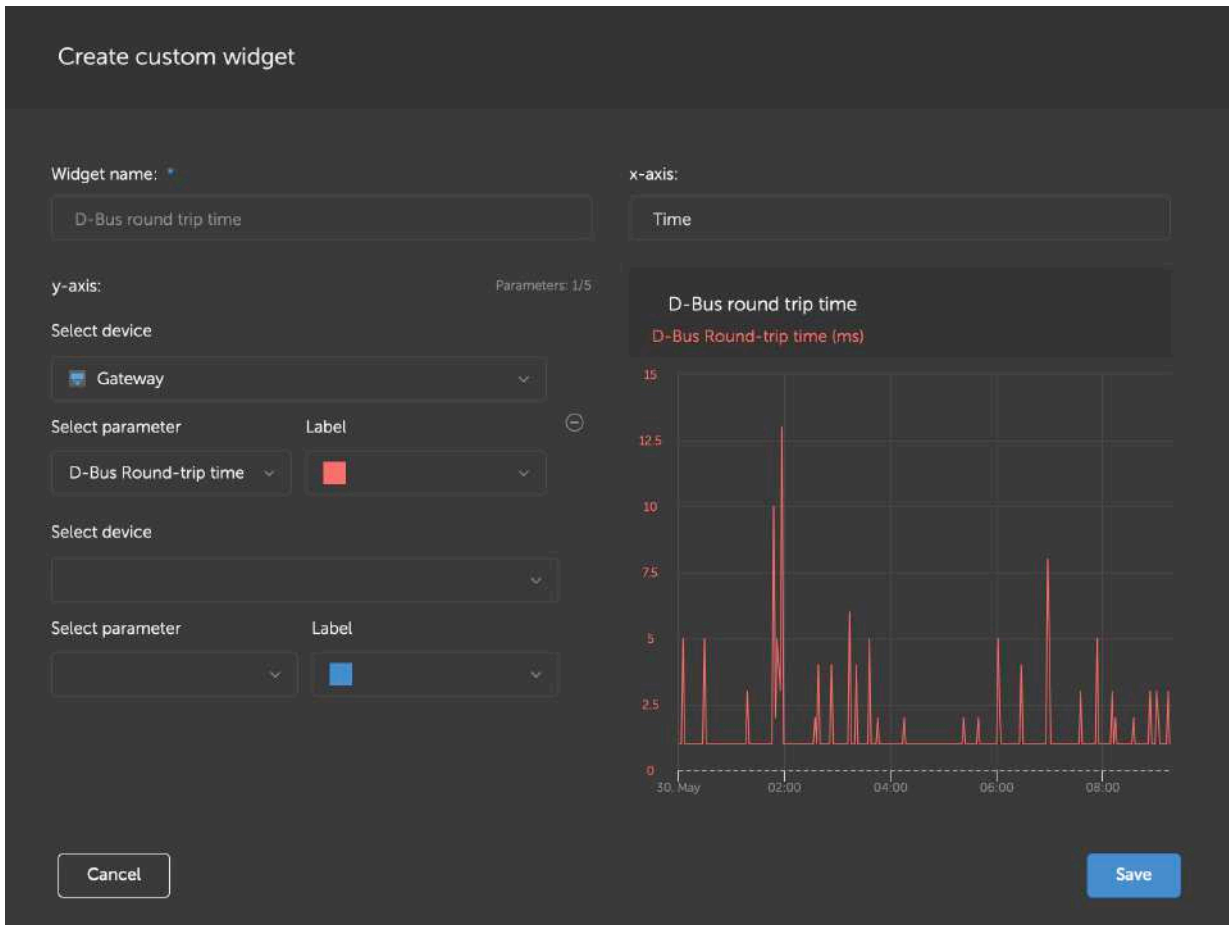 Create custom widget
Widget name: *
D-Bus round trip time
y-axis:
Parameters: 1/5
Select device
Gateway
Select parameter
Label
D-Bus Round-trip time
Select device
Select parameter
Label
x-axis:
Time
D-Bus round trip time
D-Bus Round-trip time (ms)
15
12.5
10
7.5
5
2.5
0
30. May
02:00
04:00
06:00
08:00
Cancel
Save